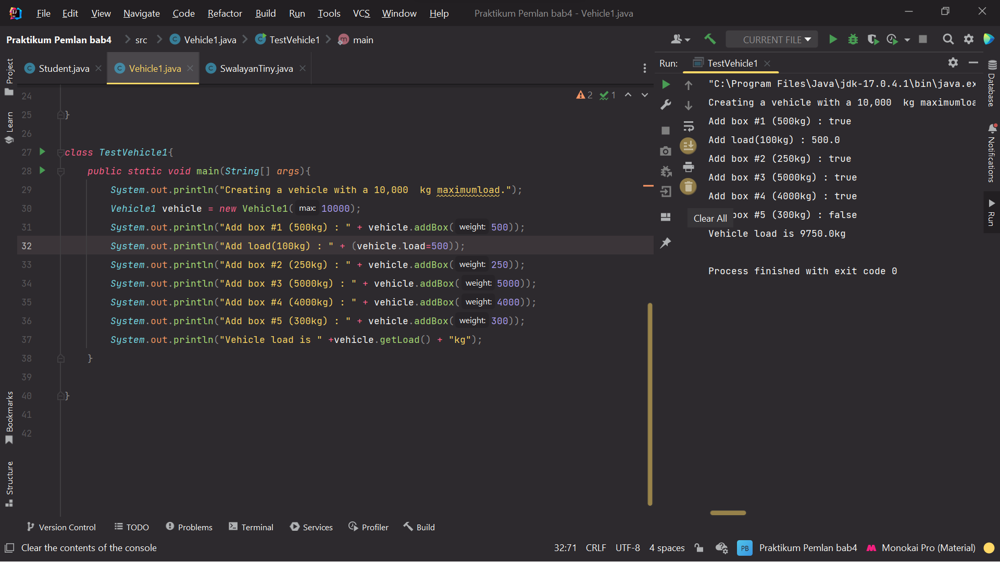 File Edit View Navigate Code Refactor Build Run Tools VCS Window Help Praktikum Pemlan bab4 - Vehicle1.java
Praktikum Pemlan bab4 src Vehicle1.java TestVehicle1 main CURRENT FILE
Project
Learn
Bookmarks
Structure
Student.java Vehicle1.java SwalayanTiny.java
2 1
24
25 }
26
27 class TestVehicle1{
28 public static void main(String[] args){
29 System.out.println("Creating a vehicle with a 10,000  kg maximumload.");
30 Vehicle1 vehicle = new Vehicle1( max: 10000);
31 System.out.println("Add box #1 (500kg) : " + vehicle.addBox( weight: 500));
32 System.out.println("Add load(100kg) : " + (vehicle.load=500));
33 System.out.println("Add box #2 (250kg) : " + vehicle.addBox( weight: 250));
34 System.out.println("Add box #3 (5000kg) : " + vehicle.addBox( weight: 5000));
35 System.out.println("Add box #4 (4000kg) : " + vehicle.addBox( weight: 4000));
36 System.out.println("Add box #5 (300kg) : " + vehicle.addBox( weight: 300));
37 System.out.println("Vehicle load is " +vehicle.getLoad() + "kg");
38 }
39
40 }
41
42
Run: TestVehicle1
"C:\Program Files\Java\jdk-17.0.4.1\bin\java.ex
Creating a vehicle with a 10,000  kg maximumloa
Add box #1 (500kg) : true
Add load(100kg) : 500.0
Add box #2 (250kg) : true
Add box #3 (5000kg) : true
Add box #4 (4000kg) : true
box #5 (300kg) : false
Clear All
Vehicle load is 9750.0kg
Process finished with exit code 0
Database
Notifications
Run
Version Control TODO Problems Terminal Services Profiler Build
Clear the contents of the console 32:71 CRLF UTF-8 4 spaces PB Praktikum Pemlan bab4 Monokai Pro (Material)